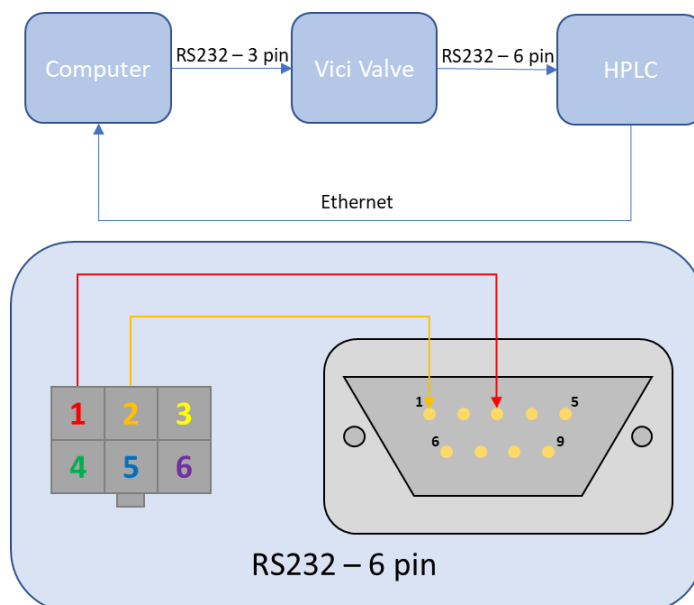 RS232 – 3 pin
RS232 – 6 pin
Computer
Vici Valve
HPLC
Ethernet
1 2 3
4 5 6
1 5
6 9
RS232 – 6 pin